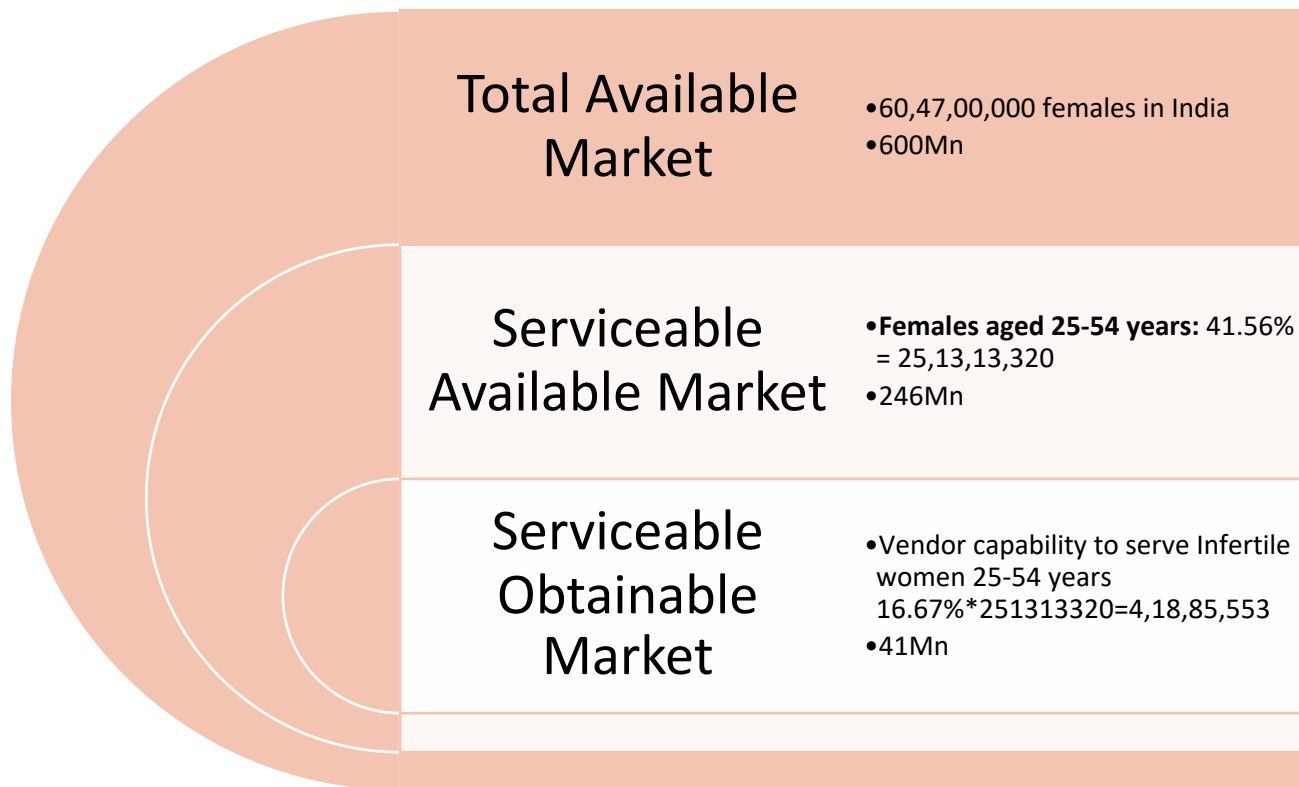 Total Available
Market
•60,47,00,000 females in India
•600Mn
Serviceable
Available Market
•Females aged 25-54 years: 41.56%
= 25,13,13,320
•246Mn
Serviceable
Obtainable
Market
•Vendor capability to serve Infertile
women 25-54 years
16.67%*251313320=4,18,85,553
•41Mn